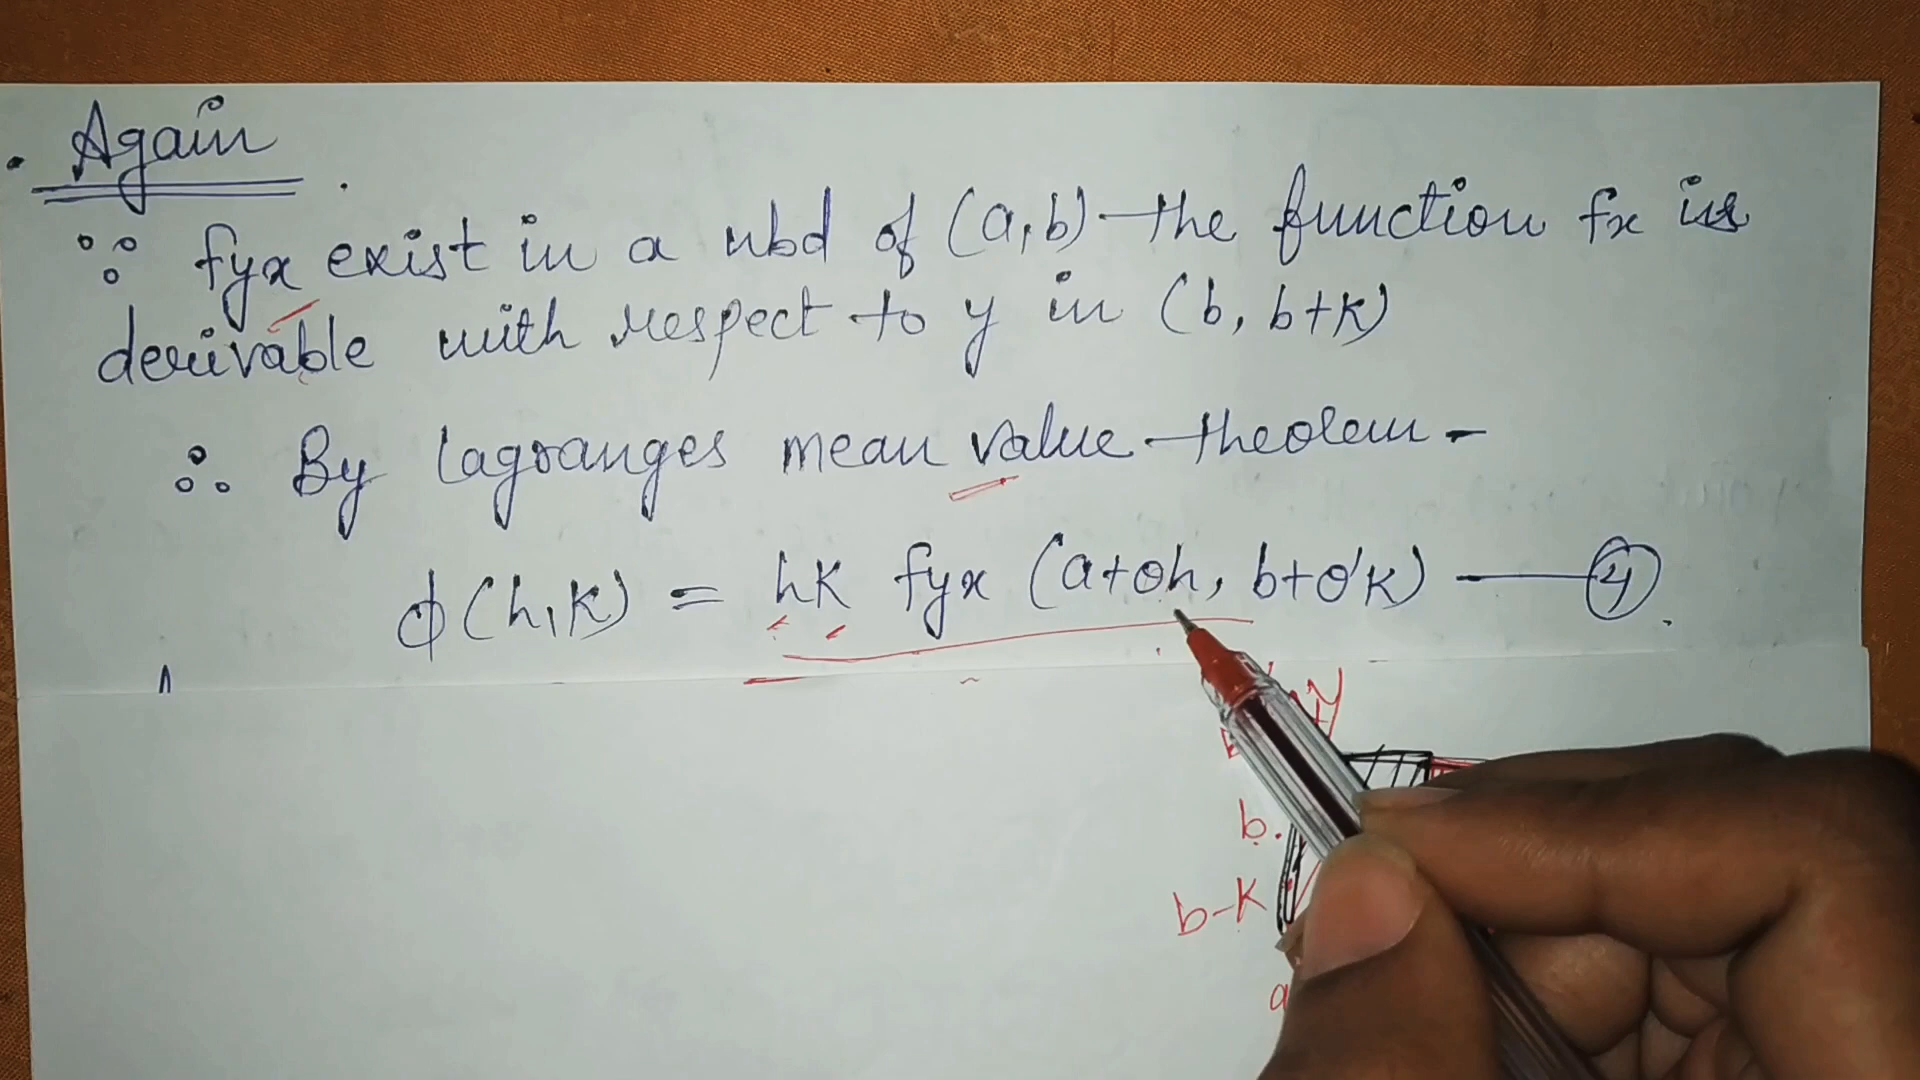 Again
∵ fyx exist in a nbd of (a,b) the function fx is
derivable with respect to y in (b, b+k)
∴ By Lagranges mean value theorem -
ϕ(h,k) = hk fyx (a+θh, b+θ'k) — ④
y
b
b-k
a